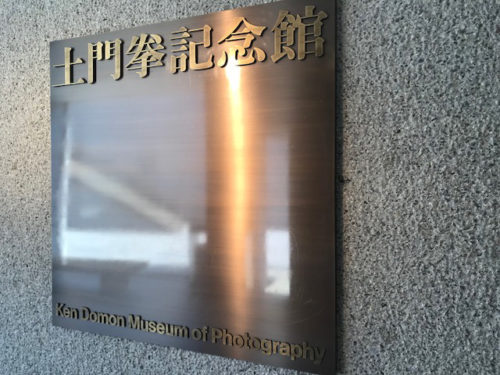 土門拳記念館
Ken Domon Museum of Photography